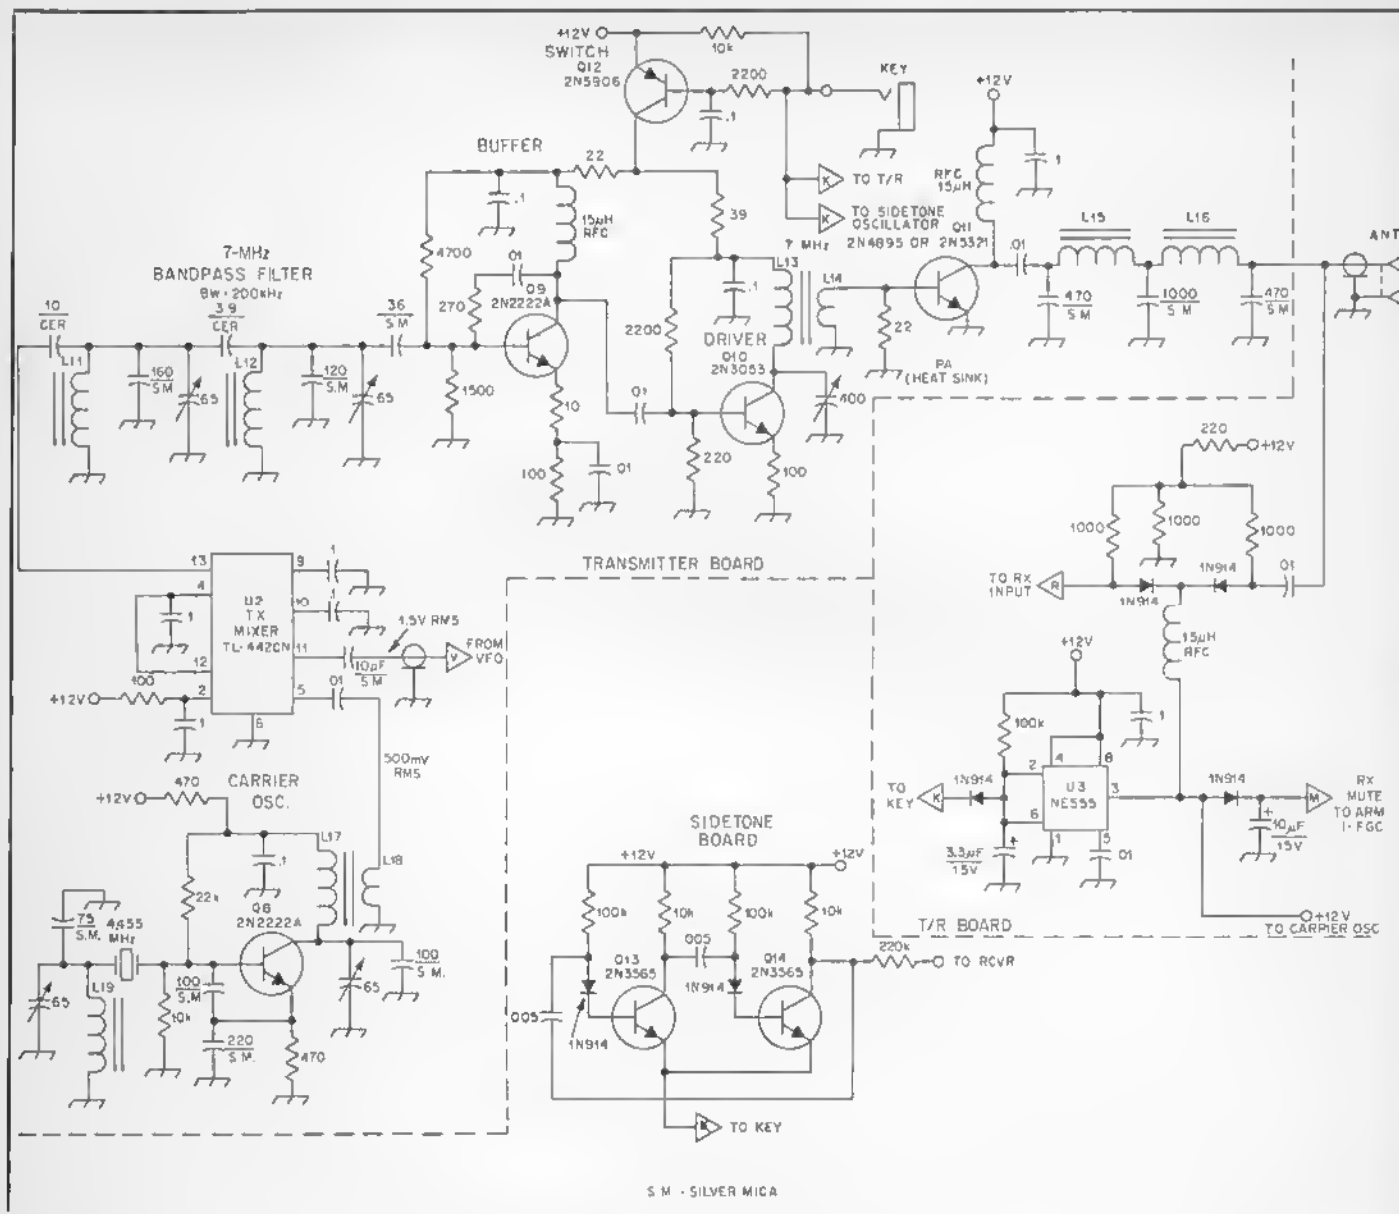 +12V
10k
SWITCH
Q12
2N5906
2200
KEY
+12V
.1
BUFFER
22
TO T/R
K
RFC
15µH
.1
.1
39
K
TO SIDETONE
OSCILLATOR
Q11
2N4895 OR 2N5321
L15
L16
15µH
RFC
ANT
7-MHz
BANDPASS FILTER
BW-200kHz
4700
.01
7 MHz
L13
L14
.01
10
CER
3.9
CER
36
S.M
270
Q9
2N2222A
.1
470
S M
1000
S M
470
S M
2200
DRIVER
Q10
2N3053
22
PA
(HEAT SINK)
L11
160
S.M
65
L12
120
S.M
65
1500
10
.01
400
220
+12V
100
.01
220
100
1000
1000
1000
TRANSMITTER BOARD
13
9
.1
4
U2
TX
MIXER
TL-442CN
10
.1
.1
1.5V RMS
TO RX
INPUT
R
1N914
1N914
.01
12
11
10µF
S.M
V
FROM
VFO
15µH
RFC
+12V
100
2
5
.01
6
.1
+12V
100k
.1
500mV
RMS
470
CARRIER
OSC.
+12V
TO
KEY
K
1N914
2
4
8
U3
NE555
3
1N914
M
RX
MUTE
TO ARM
1-FGC
6
1
5
.01
+
3.3µF
15V
+
10µF
15V
SIDETONE
BOARD
L17
L18
.1
+12V
+12V
22k
100k
10k
100k
10k
75
S.M.
4.455
MHz
Q8
2N2222A
T/R BOARD
+12V
TO CARRIER OSC
220k
TO RCVR
.005
100
S.M
65
100
S M.
65
L19
10k
Q13
2N3565
1N914
Q14
2N3565
.005
1N914
220
S M.
470
TO KEY
S M - SILVER MICA